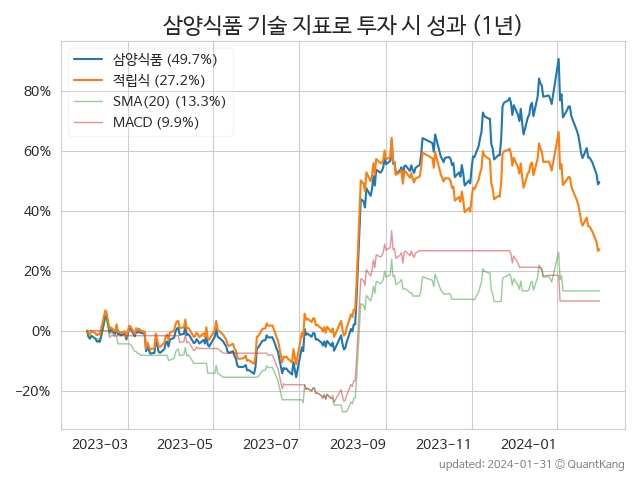 삼양식품 기술 지표로 투자 시 성과 (1년)
삼양식품 (49.7%)
적립식 (27.2%)
SMA(20) (13.3%)
MACD (9.9%)
80%
60%
40%
20%
0%
−20%
2023-03 2023-05 2023-07 2023-09 2023-11 2024-01
updated: 2024-01-31 © QuantKang